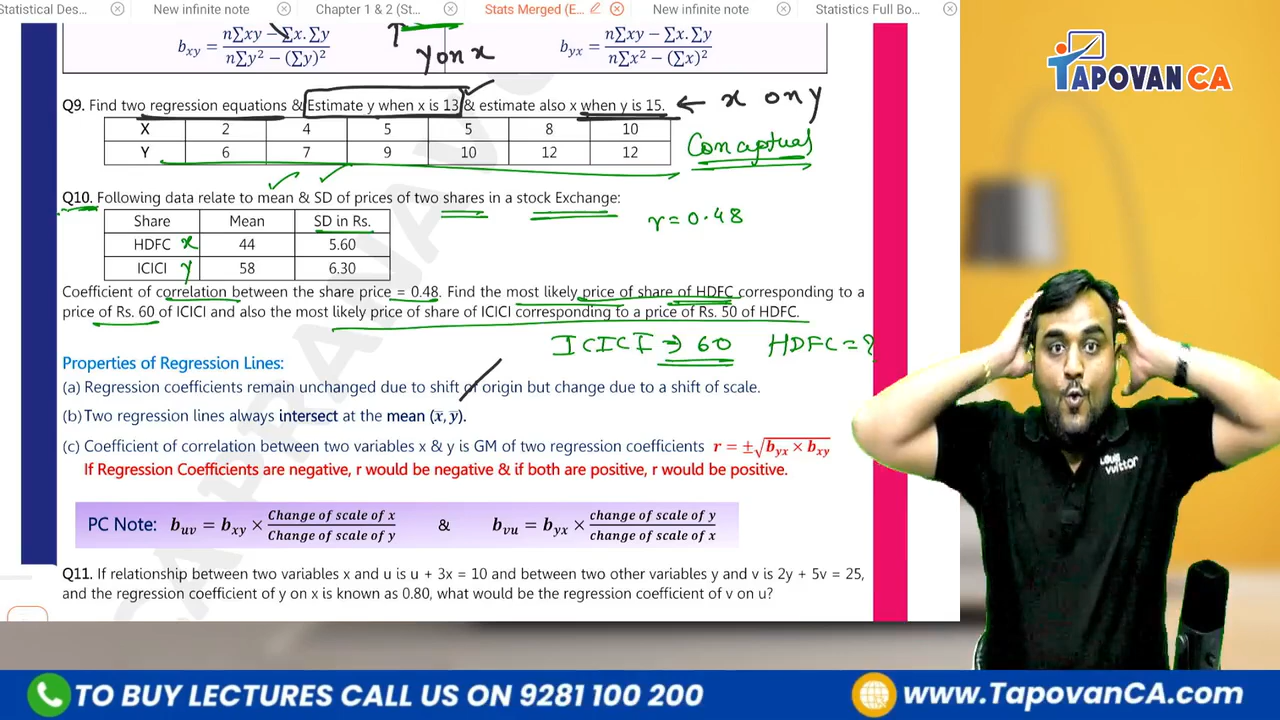 Statistical Des...
New infinite note
Chapter 1 & 2 (St...
Stats Merged (E...
New infinite note
Statistics Full Bo...
TAPOVANCA
b_xy = (nΣxy − Σx.Σy) / (nΣy² − (Σy)²)
y on x
b_yx = (nΣxy − Σx.Σy) / (nΣx² − (Σx)²)
Q9. Find two regression equations & Estimate y when x is 13 & estimate also x when y is 15. ← x on y
X 2 4 5 5 8 10
Y 6 7 9 10 12 12
Conceptual
Q10. Following data relate to mean & SD of prices of two shares in a stock Exchange:
r = 0.48
Share Mean SD in Rs.
HDFC x 44 5.60
ICICI y 58 6.30
Coefficient of correlation between the share price = 0.48. Find the most likely price of share of HDFC corresponding to a
price of Rs. 60 of ICICI and also the most likely price of share of ICICI corresponding to a price of Rs. 50 of HDFC.
ICICI → 60 HDFC = ?
Properties of Regression Lines:
(a) Regression coefficients remain unchanged due to shift of origin but change due to a shift of scale.
(b) Two regression lines always intersect at the mean (x̄, ȳ).
(c) Coefficient of correlation between two variables x & y is GM of two regression coefficients r = ±√(b_yx × b_xy)
If Regression Coefficients are negative, r would be negative & if both are positive, r would be positive.
PC Note: b_uv = b_xy × (Change of scale of x / Change of scale of y) & b_vu = b_yx × (change of scale of y / change of scale of x)
Q11. If relationship between two variables x and u is u + 3x = 10 and between two other variables y and v is 2y + 5v = 25,
and the regression coefficient of y on x is known as 0.80, what would be the regression coefficient of v on u?
Louis
Vuittor
TO BUY LECTURES CALL US ON 9281 100 200
www.TapovanCA.com